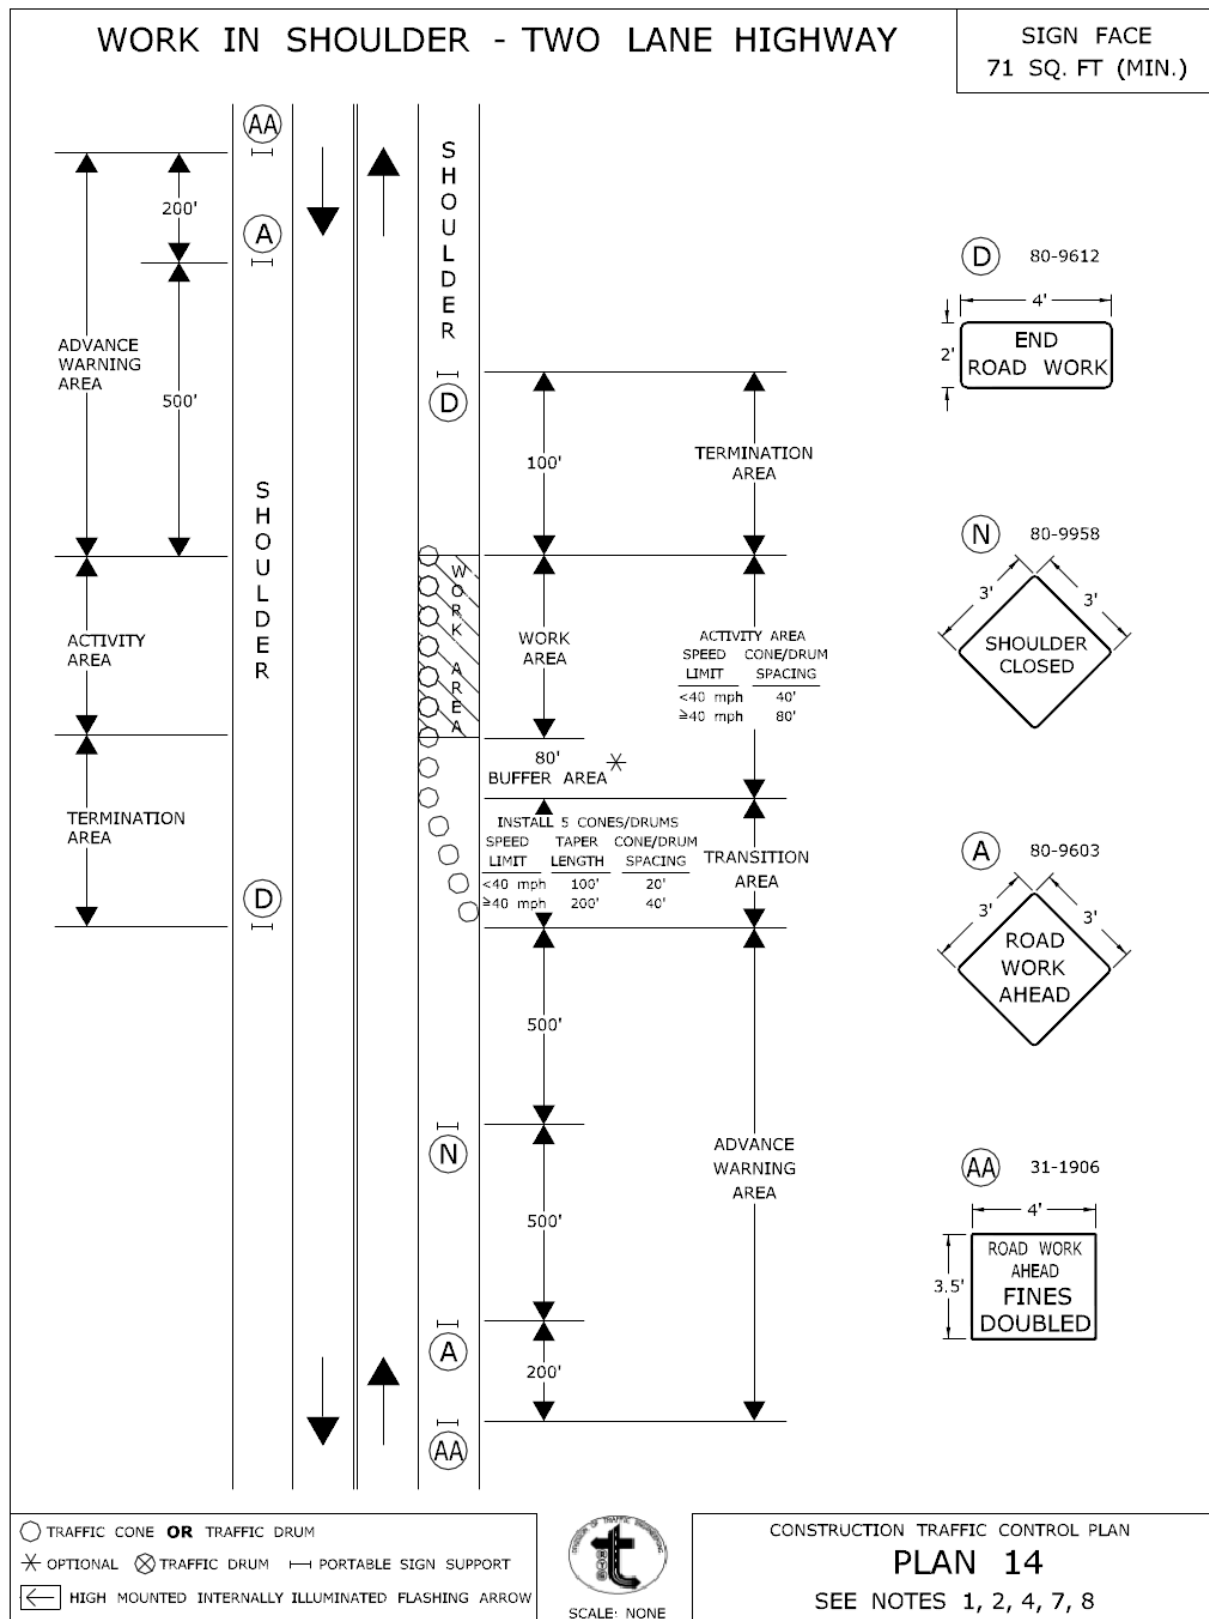 WORK IN SHOULDER - TWO LANE HIGHWAY
SIGN FACE
71 SQ. FT (MIN.)
AA
200'
A
ADVANCE
WARNING
AREA
500'
SHOULDER
ACTIVITY
AREA
TERMINATION
AREA
D
SHOULDER
D
100'
TERMINATION
AREA
WORK AREA
WORK
AREA
ACTIVITY AREA
SPEED CONE/DRUM
LIMIT SPACING
<40 mph 40'
≥40 mph 80'
80'
BUFFER AREA
INSTALL 5 CONES/DRUMS
SPEED TAPER CONE/DRUM
LIMIT LENGTH SPACING
<40 mph 100' 20'
≥40 mph 200' 40'
TRANSITION
AREA
500'
N
500'
A
200'
AA
ADVANCE
WARNING
AREA
D 80-9612
4'
2'
END
ROAD WORK
N 80-9958
3' 3'
SHOULDER
CLOSED
A 80-9603
3' 3'
ROAD
WORK
AHEAD
AA 31-1906
4'
3.5'
ROAD WORK
AHEAD
FINES
DOUBLED
TRAFFIC CONE OR TRAFFIC DRUM
OPTIONAL TRAFFIC DRUM PORTABLE SIGN SUPPORT
HIGH MOUNTED INTERNALLY ILLUMINATED FLASHING ARROW
DIVISION OF TRAFFIC ENGINEERING
t
SCALE: NONE
CONSTRUCTION TRAFFIC CONTROL PLAN
PLAN 14
SEE NOTES 1, 2, 4, 7, 8